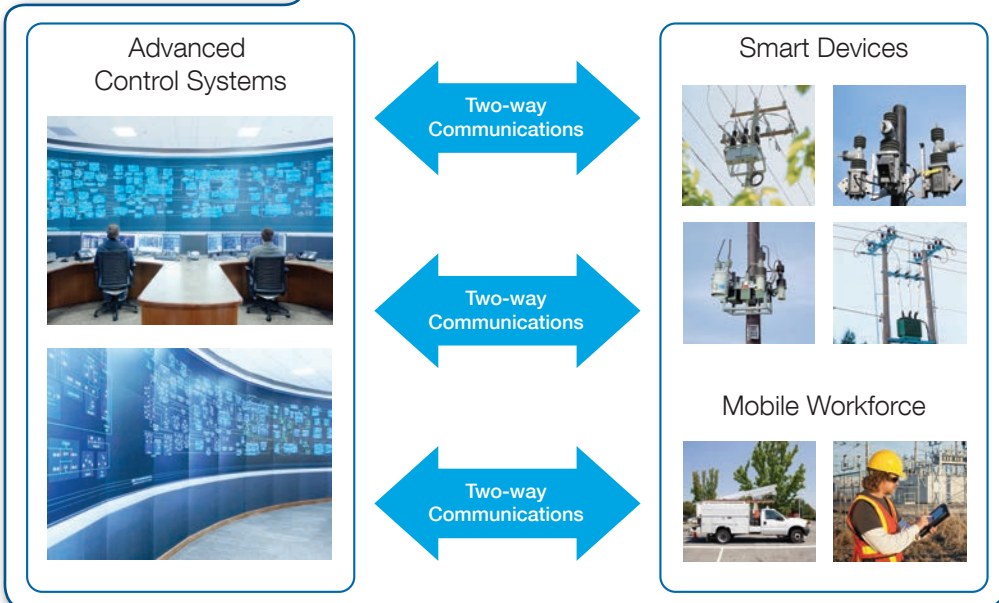 Advanced
Control Systems
Two-way
Communications
Two-way
Communications
Two-way
Communications
Smart Devices
Mobile Workforce